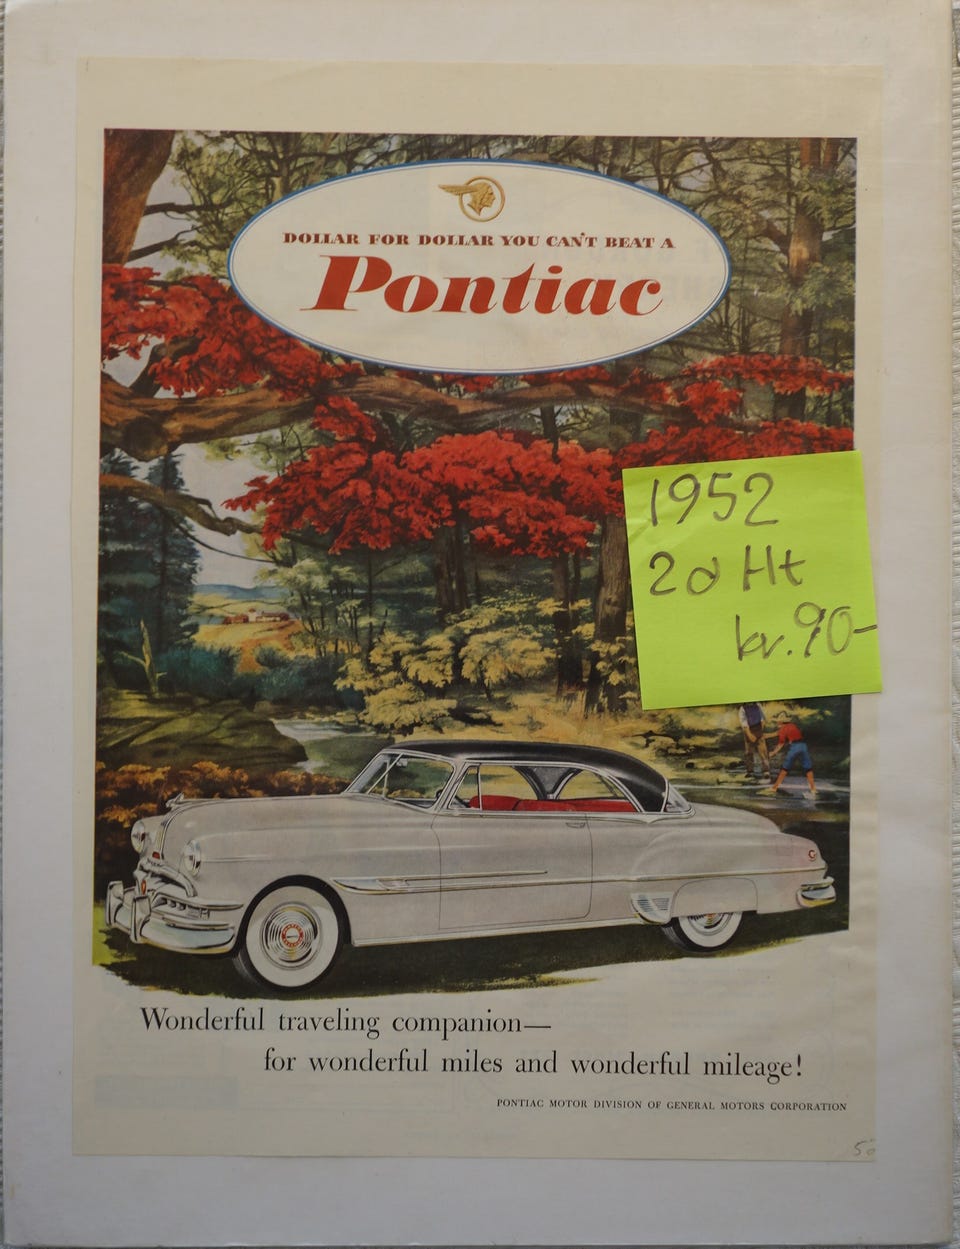 DOLLAR FOR DOLLAR YOU CAN'T BEAT A
Pontiac
1952
2d Ht
kr. 90-
Wonderful traveling companion—
for wonderful miles and wonderful mileage!
PONTIAC MOTOR DIVISION OF GENERAL MOTORS CORPORATION